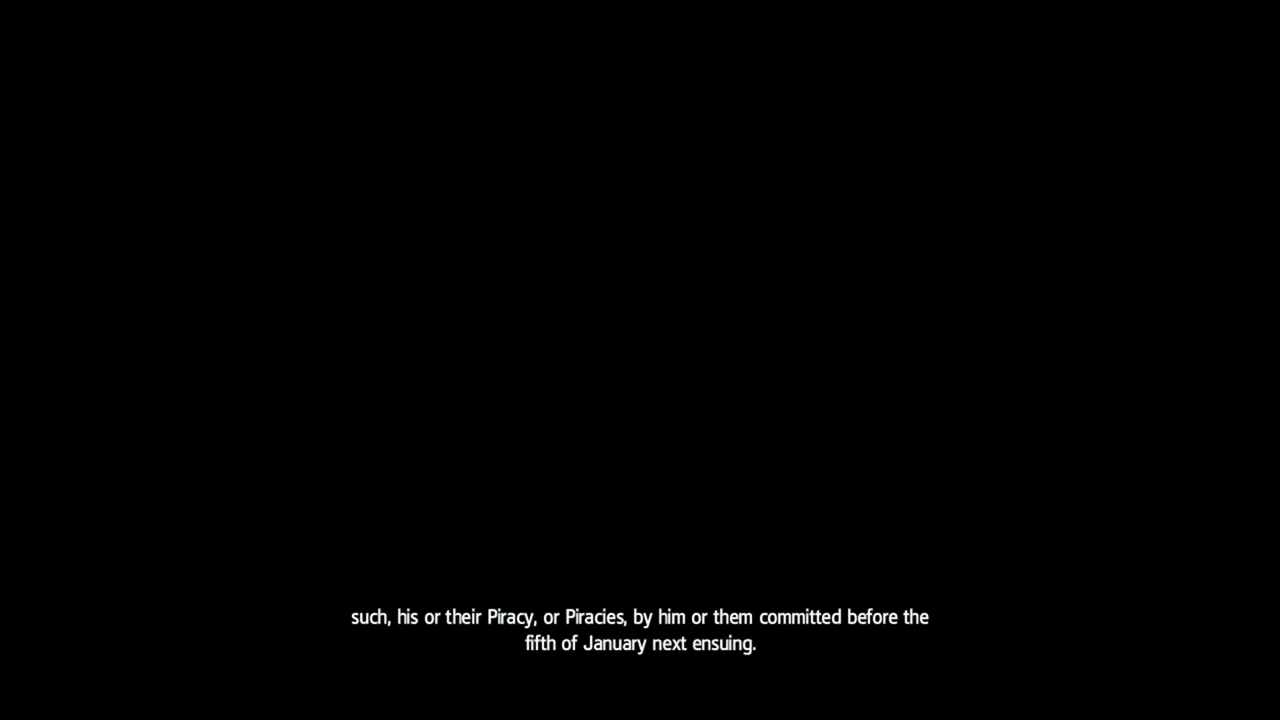 such, his or their Piracy, or Piracies, by him or them committed before the
fifth of January next ensuing.